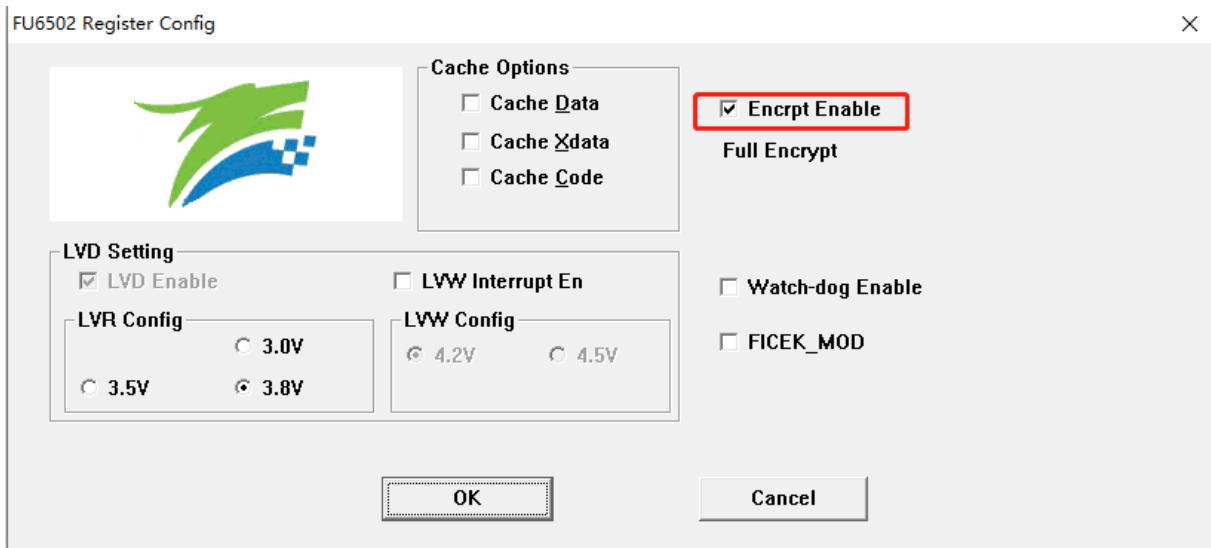 FU6502 Register Config
Cache Options
Cache Data
Cache Xdata
Cache Code
Encrpt Enable
Full Encrypt
LVD Setting
LVD Enable
LVW Interrupt En
LVR Config
3.0V
3.5V
3.8V
LVW Config
4.2V
4.5V
Watch-dog Enable
FICEK_MOD
OK
Cancel